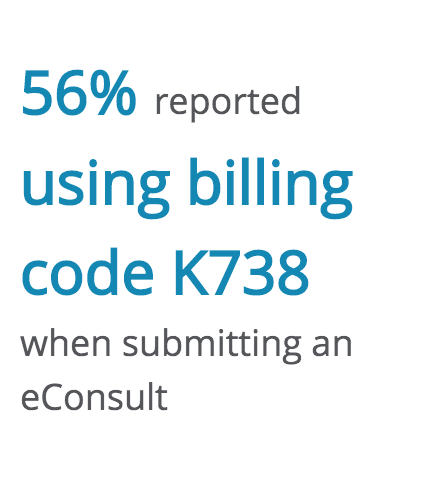 56% reported
using billing
code K738
when submitting an
eConsult